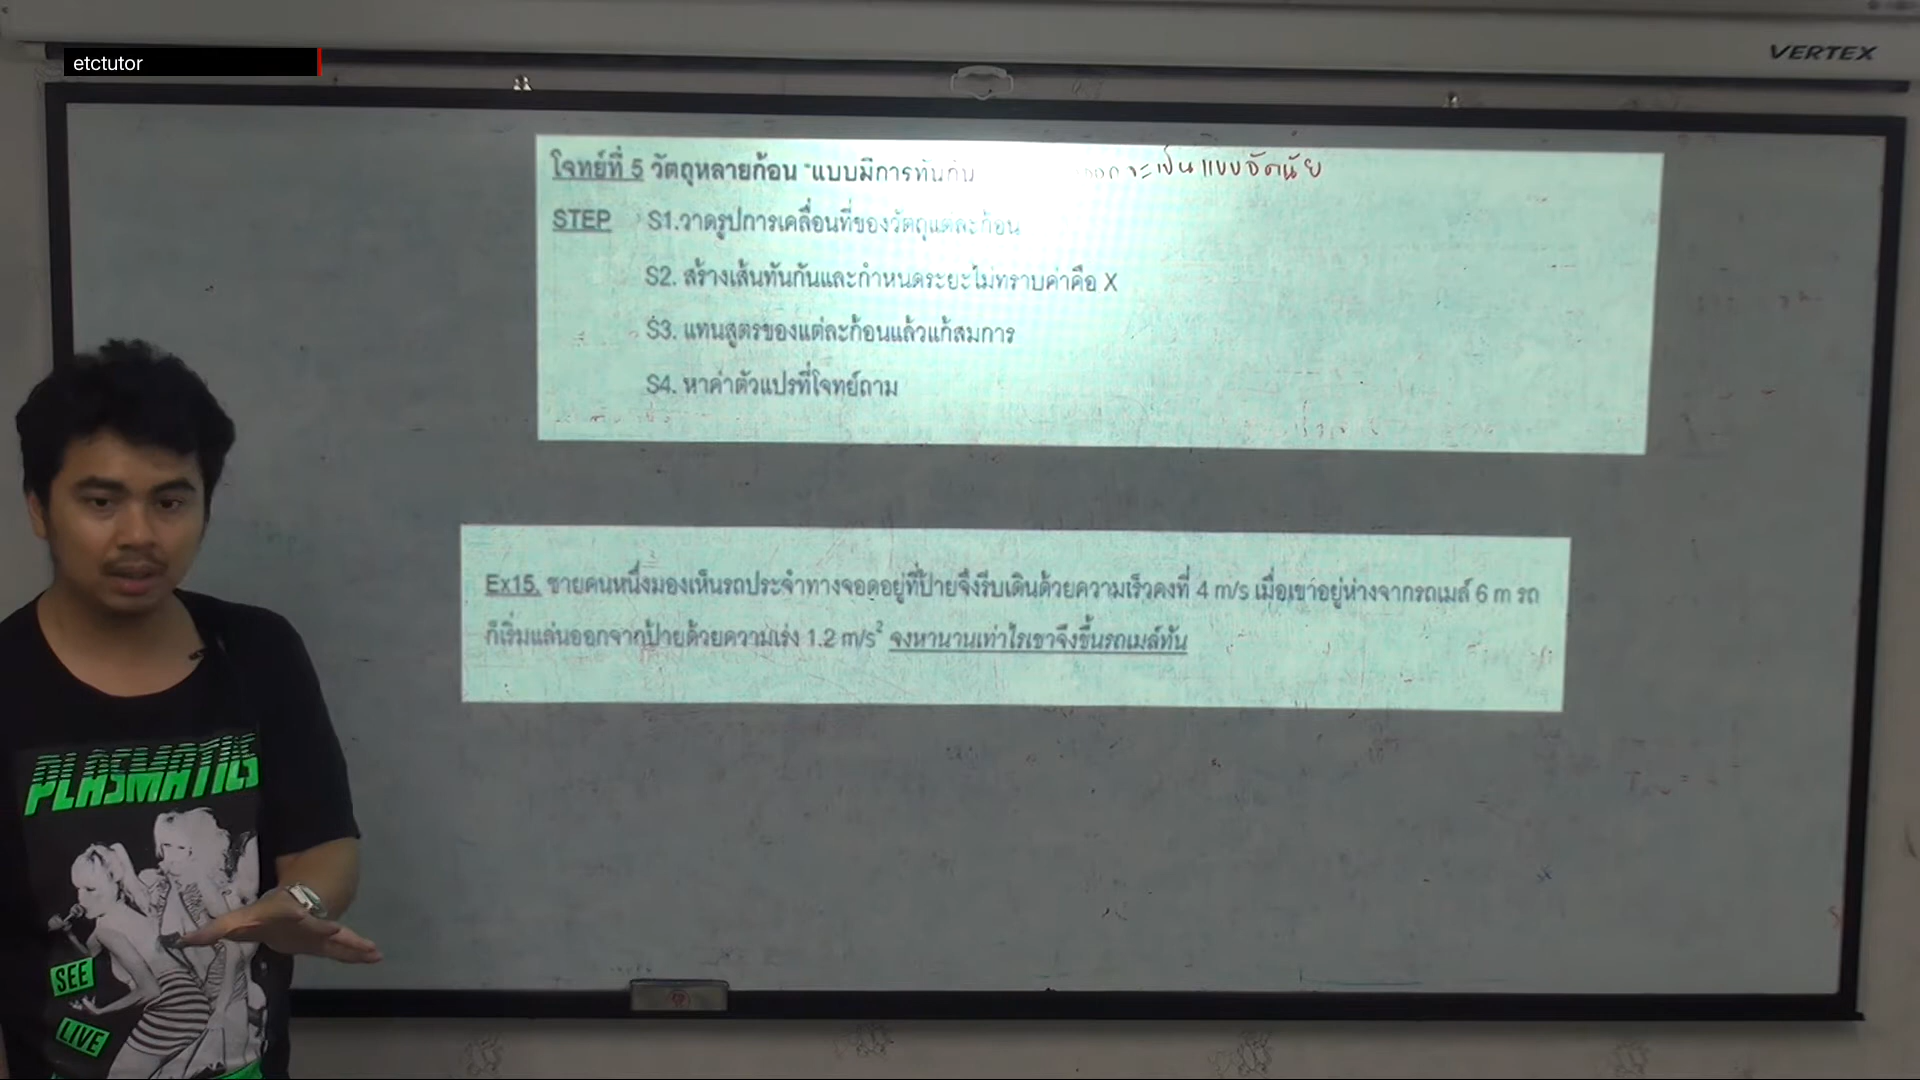 etctutor
VERTEX
โจทย์ที่ 5 วัตถุหลายก้อน "แบบมีการทันกัน จะเป็นแบบอัตนัย
STEP S1.วาดรูปการเคลื่อนที่ของวัตถุแต่ละก้อน
S2. สร้างเส้นทันกันและกำหนดระยะไม่ทราบค่าคือ X
S3. แทนสูตรของแต่ละก้อนแล้วแก้สมการ
S4. หาค่าตัวแปรที่โจทย์ถาม
Ex15. ชายคนหนึ่งมองเห็นรถประจำทางจอดอยู่ที่ป้ายจึงรีบเดินด้วยความเร็วคงที่ 4 m/s เมื่อเขาอยู่ห่างจากรถเมล์ 6 m รถ
ก็เริ่มแล่นออกจากป้ายด้วยความเร่ง 1.2 m/s² จงหานานเท่าไรเขาจึงขึ้นรถเมล์ทัน
PLASMATICS
SEE
LIVE